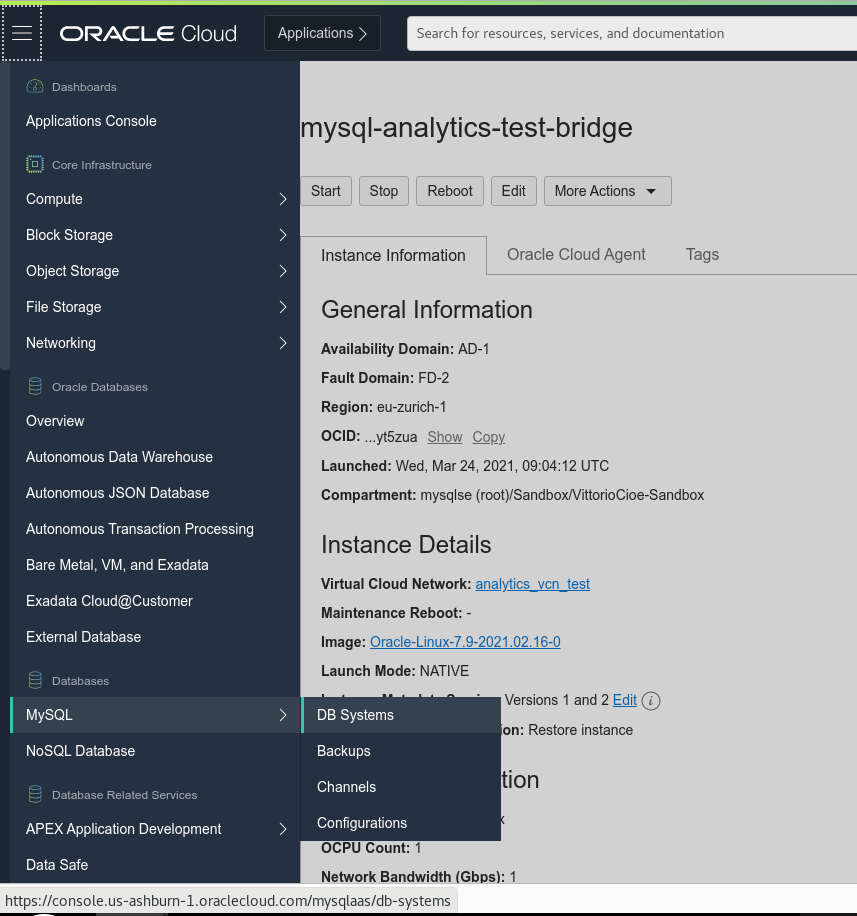 ORACLE Cloud
Applications
Search for resources, services, and documentation
Dashboards
Applications Console
Core Infrastructure
Compute
Block Storage
Object Storage
File Storage
Networking
Oracle Databases
Overview
Autonomous Data Warehouse
Autonomous JSON Database
Autonomous Transaction Processing
Bare Metal, VM, and Exadata
Exadata Cloud@Customer
External Database
Databases
MySQL
NoSQL Database
Database Related Services
APEX Application Development
Data Safe
DB Systems
Backups
Channels
Configurations
mysql-analytics-test-bridge
Start Stop Reboot Edit More Actions
Instance Information Oracle Cloud Agent Tags
General Information
Availability Domain: AD-1
Fault Domain: FD-2
Region: eu-zurich-1
OCID: ...yt5zua Show Copy
Launched: Wed, Mar 24, 2021, 09:04:12 UTC
Compartment: mysqlse (root)/Sandbox/VittorioCioe-Sandbox
Instance Details
Virtual Cloud Network: analytics_vcn_test
Maintenance Reboot: -
Image: Oracle-Linux-7.9-2021.02.16-0
Launch Mode: NATIVE
Versions 1 and 2 Edit
ion: Restore instance
tion
x
OCPU Count: 1
Network Bandwidth (Gbps): 1
https://console.us-ashburn-1.oraclecloud.com/mysqlaas/db-systems